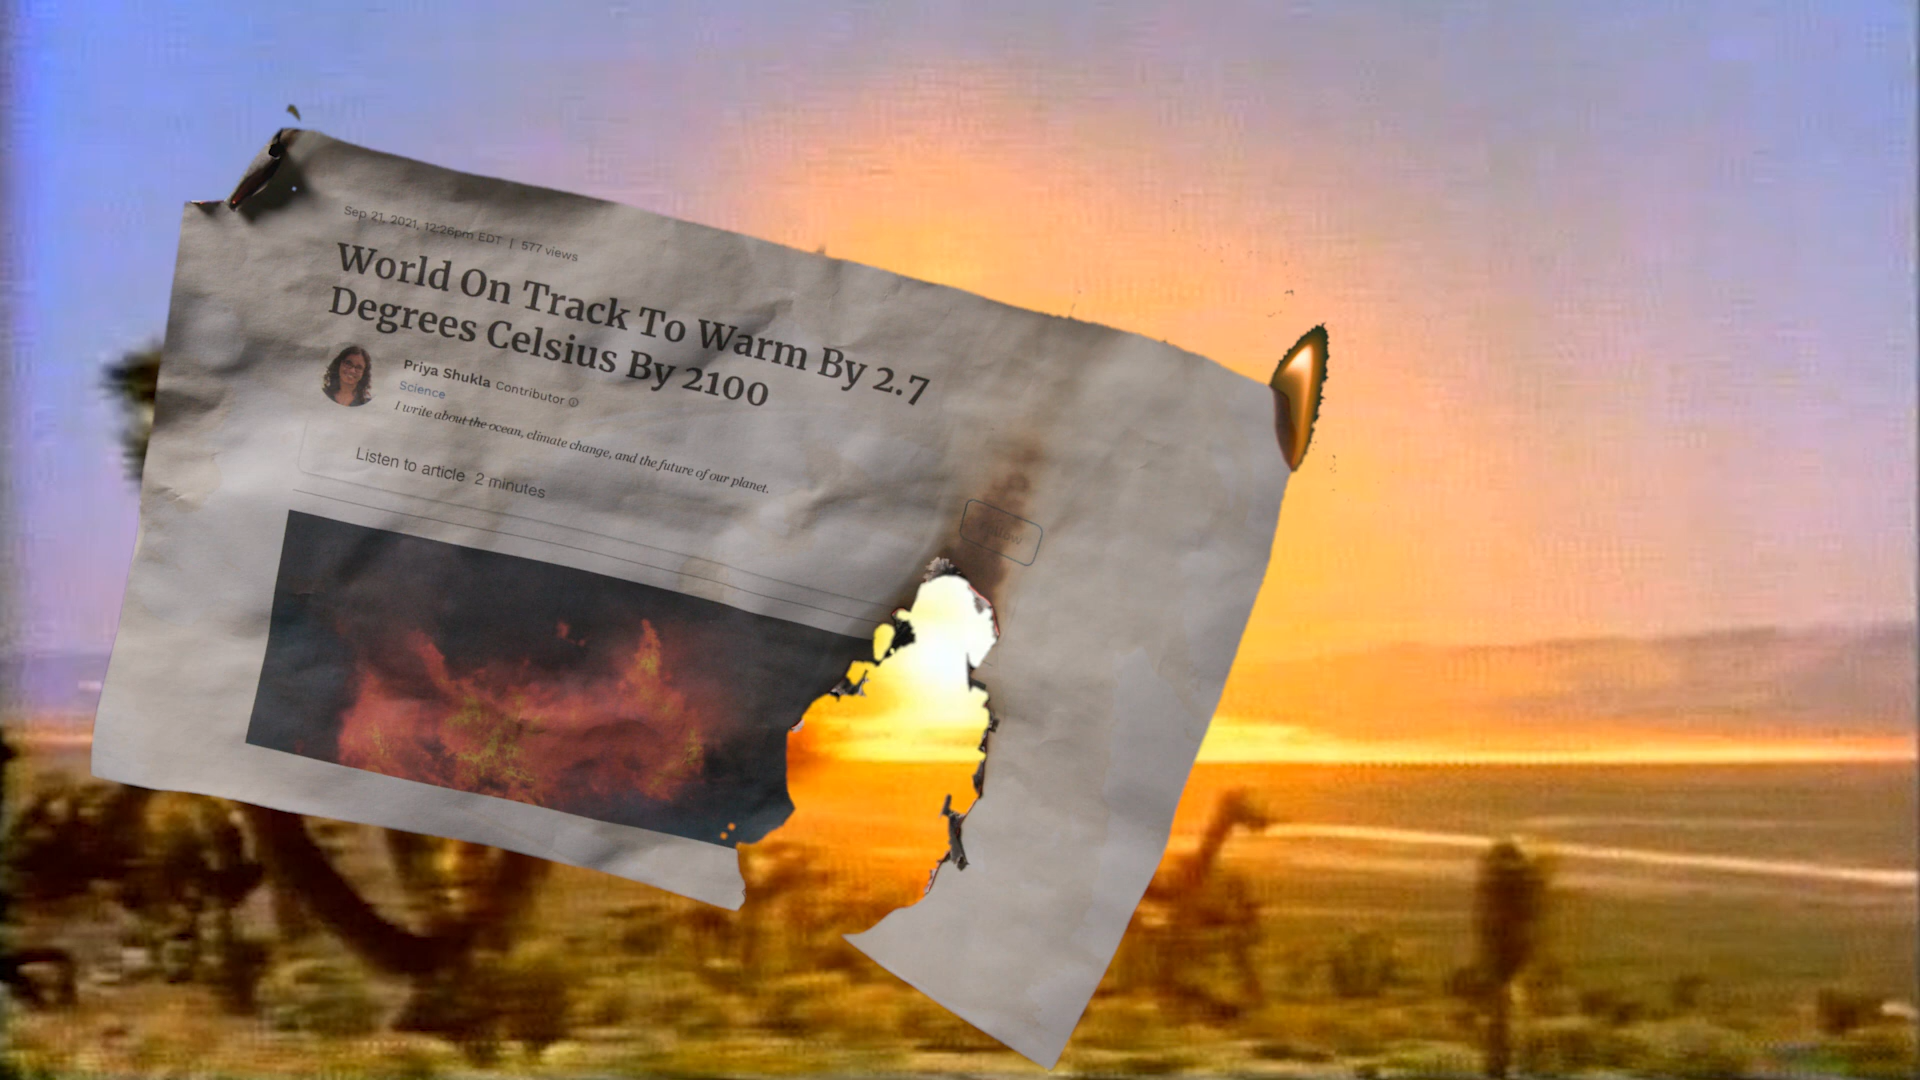 Sep 21, 2021, 12:26pm EDT | 577 views
World On Track To Warm By 2.7
Degrees Celsius By 2100
Priya Shukla Contributor
Science
I write about the ocean, climate change, and the future of our planet.
Listen to article 2 minutes
Follow